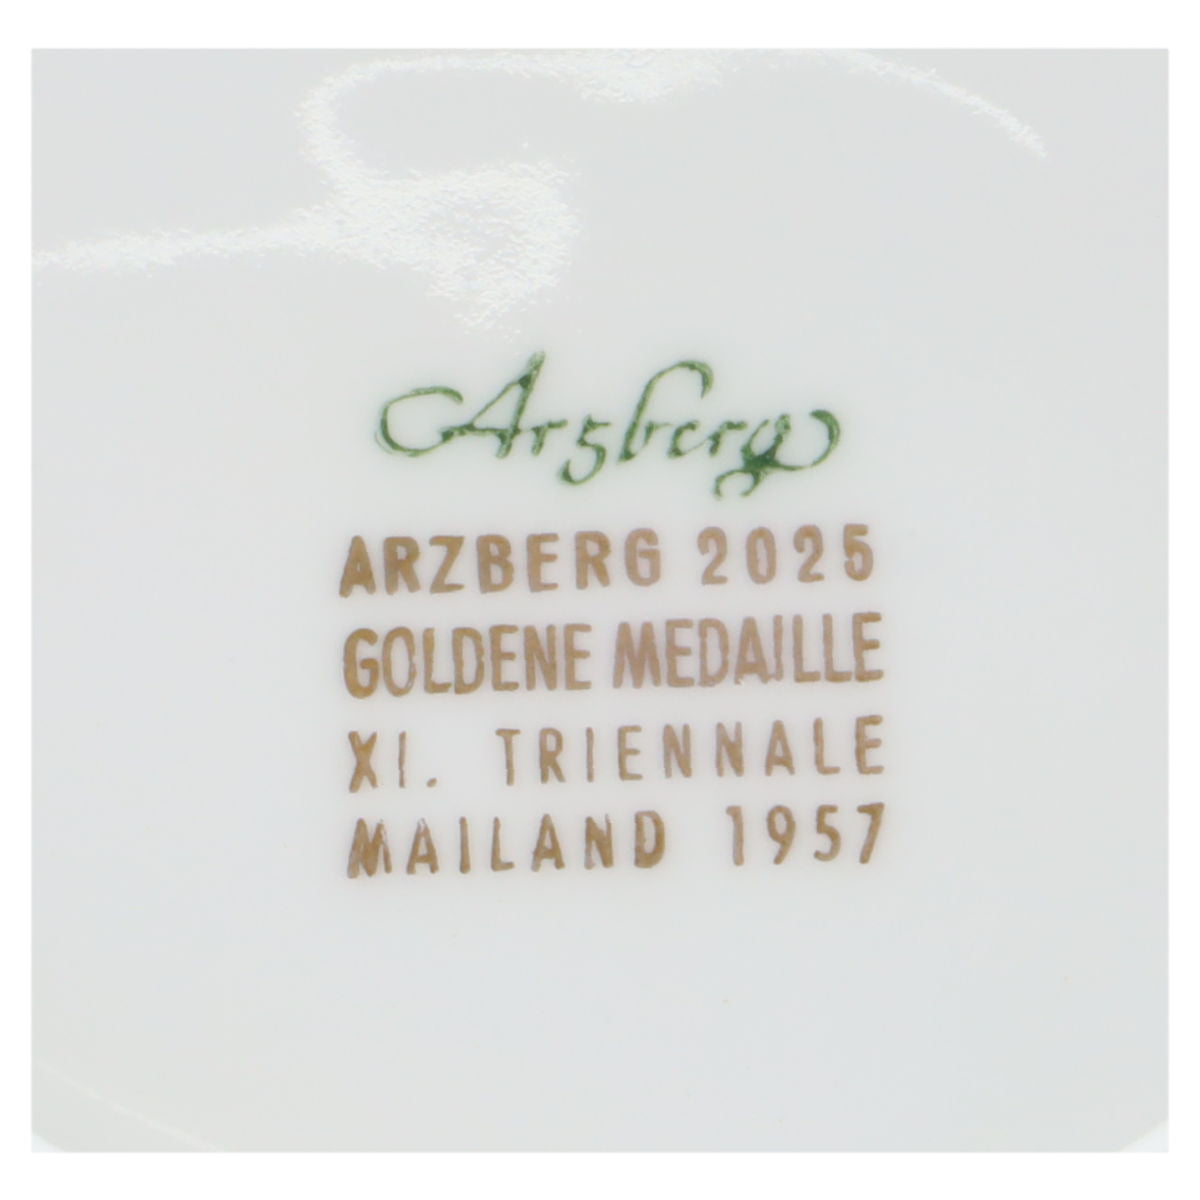 Arzberg
ARZBERG 2025
GOLDENE MEDAILLE
XI. TRIENNALE
MAILAND 1957